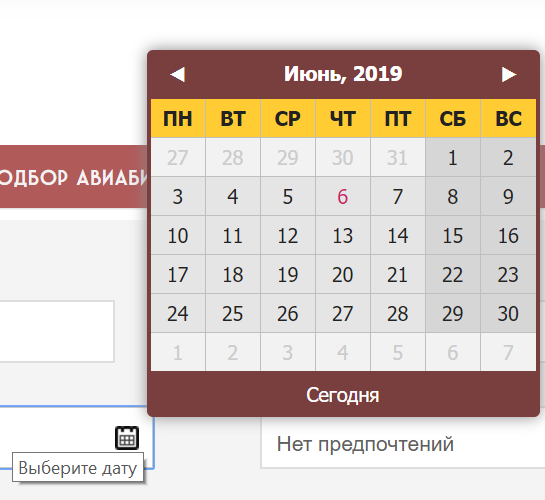 Июнь, 2019
ПН ВТ СР ЧТ ПТ СБ ВС
27 28 29 30 31 1 2
3 4 5 6 7 8 9
10 11 12 13 14 15 16
17 18 19 20 21 22 23
24 25 26 27 28 29 30
1 2 3 4 5 6 7
Сегодня
Нет предпочтений
Выберите дату